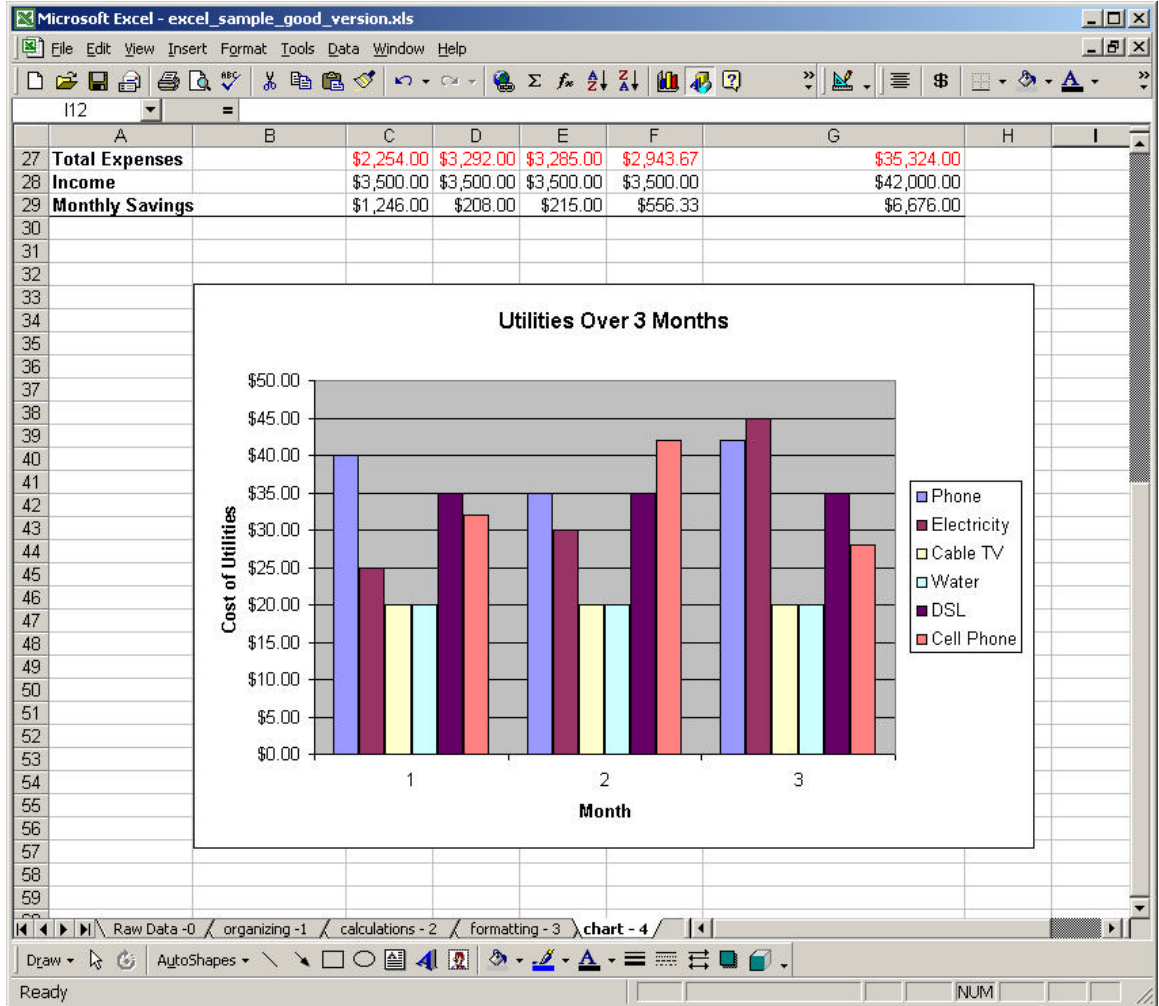 Microsoft Excel - excel_sample_good_version.xls
File Edit View Insert Format Tools Data Window Help
I12 =
A B C D E F G H I
27 Total Expenses $2,254.00 $3,292.00 $3,285.00 $2,943.67 $35,324.00
28 Income $3,500.00 $3,500.00 $3,500.00 $3,500.00 $42,000.00
29 Monthly Savings $1,246.00 $208.00 $215.00 $556.33 $6,676.00
30
31
32
33
34
35
36
37
38
39
40
41
42
43
44
45
46
47
48
49
50
51
52
53
54
55
56
57
58
59
Utilities Over 3 Months
Cost of Utilities
$50.00
$45.00
$40.00
$35.00
$30.00
$25.00
$20.00
$15.00
$10.00
$5.00
$0.00
1 2 3
Month
Phone
Electricity
Cable TV
Water
DSL
Cell Phone
Raw Data -0 organizing -1 calculations - 2 formatting - 3 chart - 4
Draw AutoShapes
Ready NUM